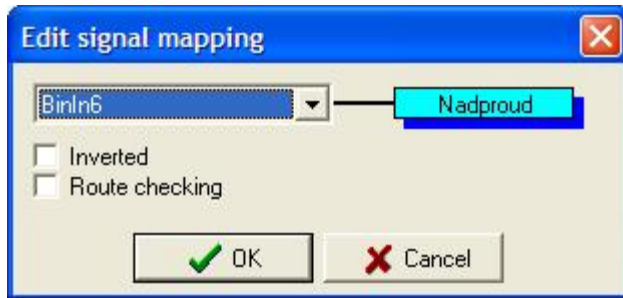 Edit signal mapping
BinIn6
Nadproud
Inverted
Route checking
OK
Cancel